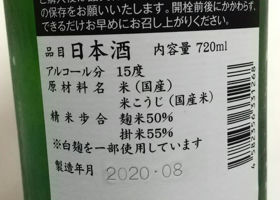 の保存をお願いいたします。開栓前後にかかわらず、
できるだけお早めにお召し上がりください。
品目 日本酒 内容量 720ml
アルコール分 15度
原材料名 米(国産)
米こうじ(国産米)
精米歩合 麹米50%
掛米55%
※白麹を一部使用しています
製造年月 2020・08
4 582356 351268